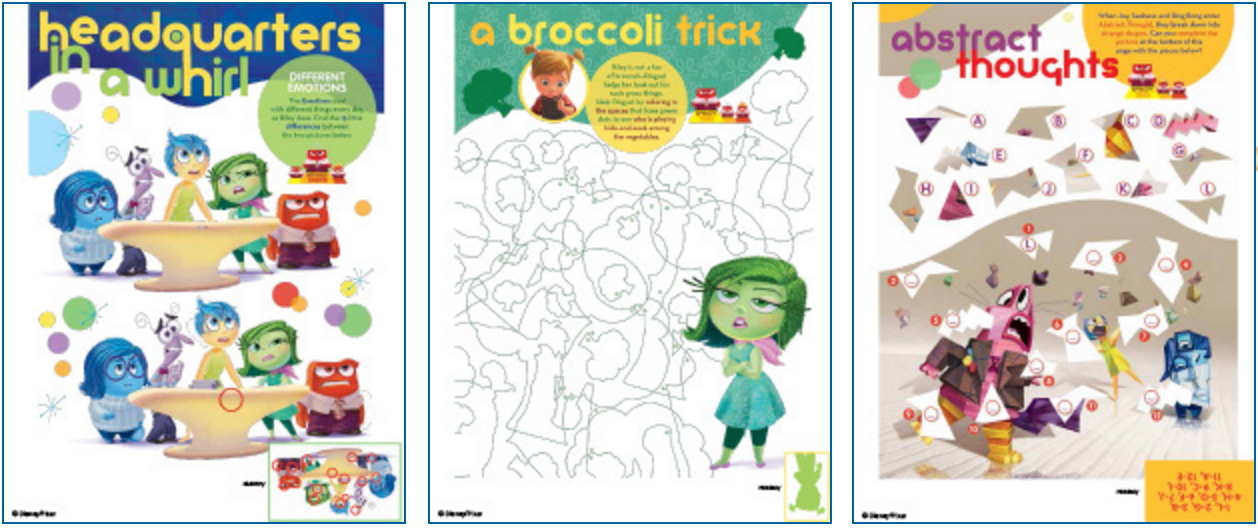 headquarters
in
a whirl
DIFFERENT
EMOTIONS
The Emotions
with different things every
as Riley does. Find the
differences between
the two pictures below
© Disney/Pixar
a broccoli trick
Riley is not a fan
of broccoli. Disgust
helps her look out for
such gross things.
Help Disgust by coloring in
the spaces that have green
dots to see who is playing
hide-and-seek among
the vegetables.
© Disney/Pixar
abstract
thoughts
When Joy, Sadness and Bing Bong enter
Abstract Thought, they break down into
strange shapes. Can you complete the
picture at the bottom of this
page with the pieces below?
A
B
C
D
E
F
G
H
I
J
K
L
1
L
2
3
4
5
6
7
8
9
10
11
12
© Disney/Pixar